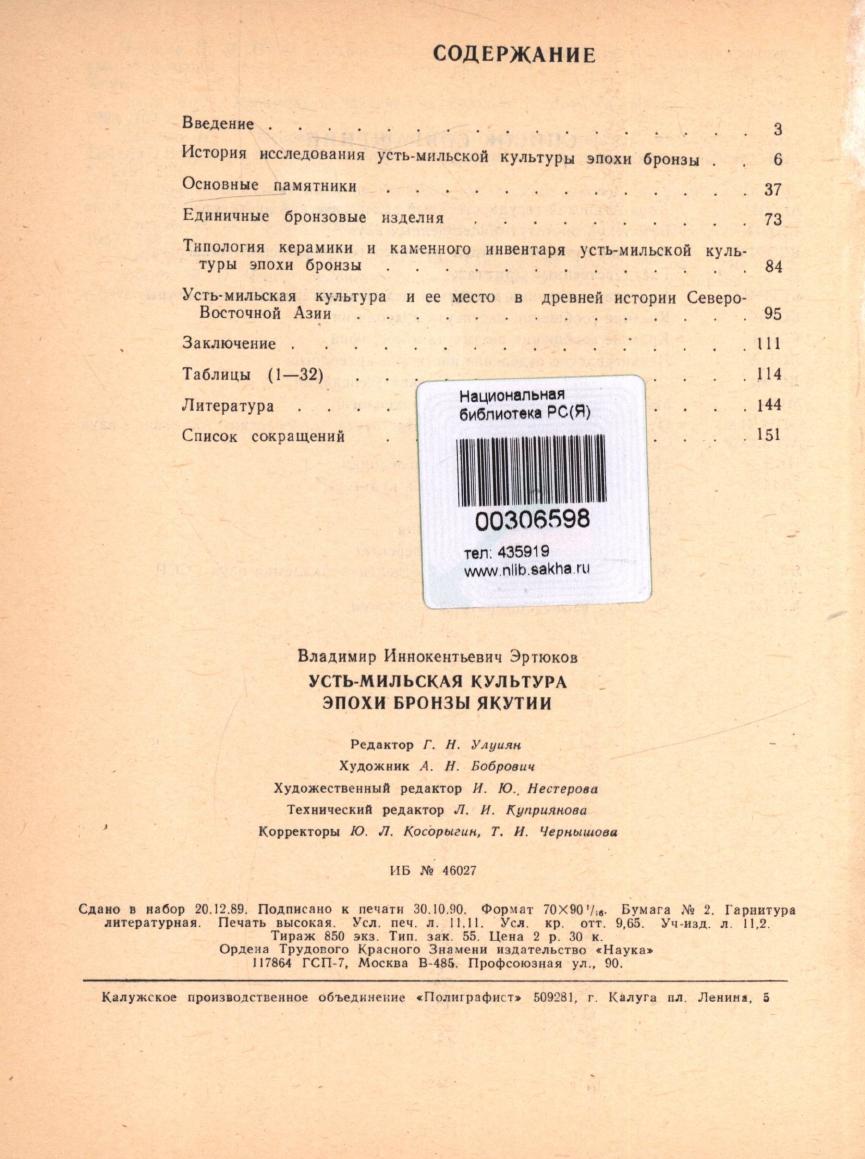 СОДЕРЖАНИЕ
Введение . . . . . . . . . . . . . . . . . 3
История исследования усть-мильской культуры эпохи бронзы . . 6
Основные памятники . . . . . . . . . . . . . 37
Единичные бронзовые изделия . . . . . . . . . . 73
Типология керамики и каменного инвентаря усть-мильской куль-
туры эпохи бронзы . . . . . . . . . . . . . 84
Усть-мильская культура и ее место в древней истории Северо-
Восточной Азии . . . . . . . . . . . . . . 95
Заключение . . . . . . . . . . . . . . . . 111
Таблицы (1—32) . . . . . . . 114
Литература . . . . . . . . 144
Список сокращений . . . . . . 151
Национальная
библиотека РС(Я)
00306598
тел: 435919
www.nlib.sakha.ru
Владимир Иннокентьевич Эртюков
УСТЬ-МИЛЬСКАЯ КУЛЬТУРА
ЭПОХИ БРОНЗЫ ЯКУТИИ
Редактор Г. Н. Улуиян
Художник А. Н. Бобрович
Художественный редактор И. Ю. Нестерова
Технический редактор Л. И. Куприянова
Корректоры Ю. Л. Косорыгин, Т. И. Чернышова
ИБ № 46027
Сдано в набор 20.12.89. Подписано к печати 30.10.90. Формат 70×90 1/16. Бумага № 2. Гарнитура
литературная. Печать высокая. Усл. печ. л. 11,11. Усл. кр. отт. 9,65. Уч-изд. л. 11,2.
Тираж 850 экз. Тип. зак. 55. Цена 2 р. 30 к.
Ордена Трудового Красного Знамени издательство «Наука»
117864 ГСП-7, Москва В-485. Профсоюзная ул., 90.
Калужское производственное объединение «Полиграфист» 509281, г. Калуга пл. Ленина, 5